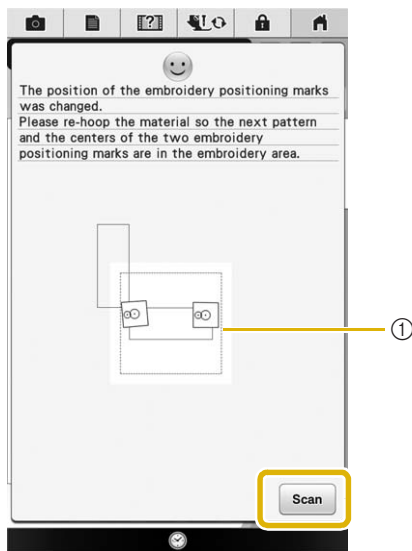 The position of the embroidery positioning marks
was changed.
Please re-hoop the material so the next pattern
and the centers of the two embroidery
positioning marks are in the embroidery area.
①
Scan